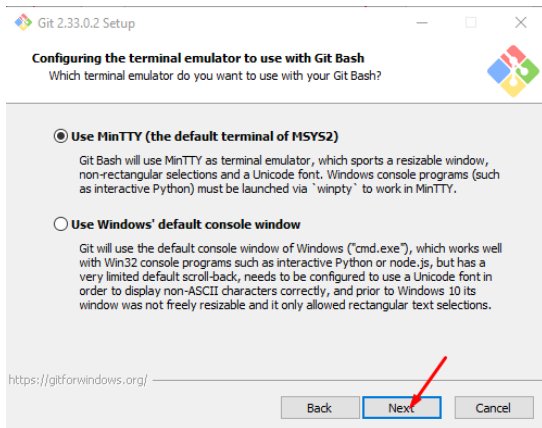 Git 2.33.0.2 Setup
Configuring the terminal emulator to use with Git Bash
Which terminal emulator do you want to use with your Git Bash?
Use MinTTY (the default terminal of MSYS2)
Git Bash will use MinTTY as terminal emulator, which sports a resizable window,
non-rectangular selections and a Unicode font. Windows console programs (such
as interactive Python) must be launched via `winpty` to work in MinTTY.
Use Windows' default console window
Git will use the default console window of Windows ("cmd.exe"), which works well
with Win32 console programs such as interactive Python or node.js, but has a
very limited default scroll-back, needs to be configured to use a Unicode font in
order to display non-ASCII characters correctly, and prior to Windows 10 its
window was not freely resizable and it only allowed rectangular text selections.
https://gitforwindows.org/
Back Next Cancel